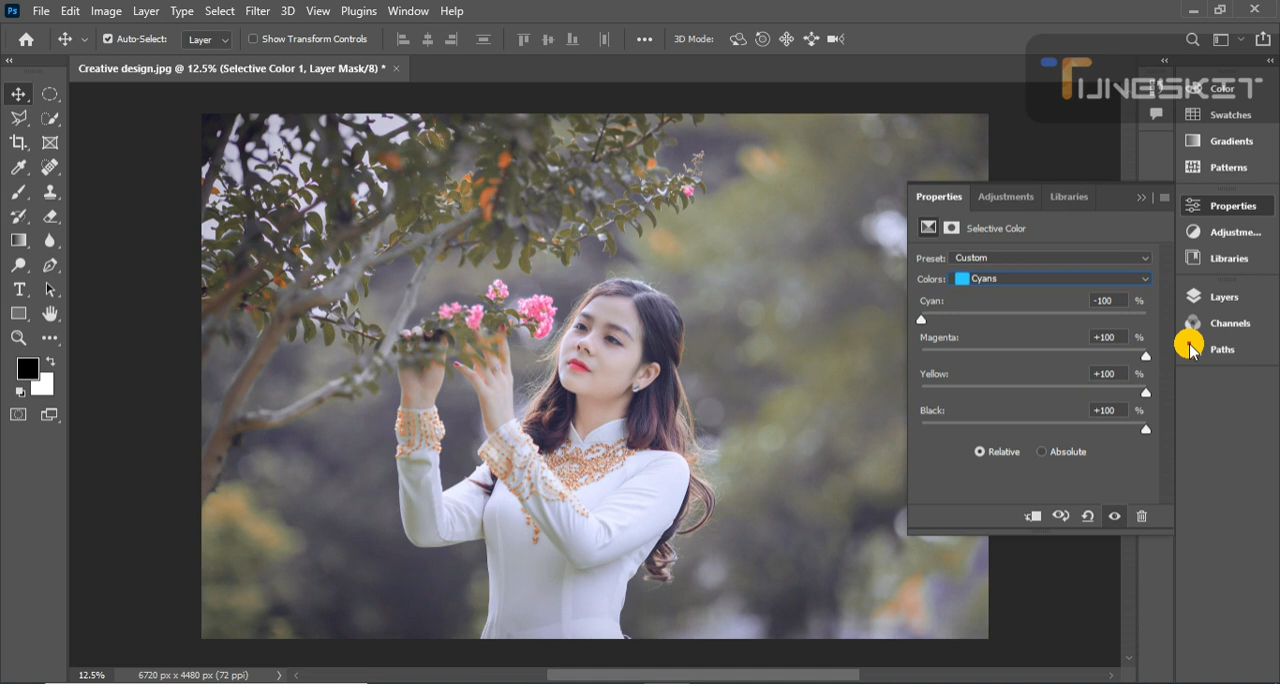 Ps File Edit Image Layer Type Select Filter 3D View Plugins Window Help
Auto-Select: Layer Show Transform Controls 3D Mode:
Creative design.jpg @ 12.5% (Selective Color 1, Layer Mask/8) * ×
TUNESKIT
Color
Swatches
Gradients
Patterns
Properties
Adjustme...
Libraries
Layers
Channels
Paths
Properties Adjustments Libraries
Selective Color
Preset: Custom
Colors: Cyans
Cyan: -100 %
Magenta: +100 %
Yellow: +100 %
Black: +100 %
Relative Absolute
12.5% 6720 px x 4480 px (72 ppi)